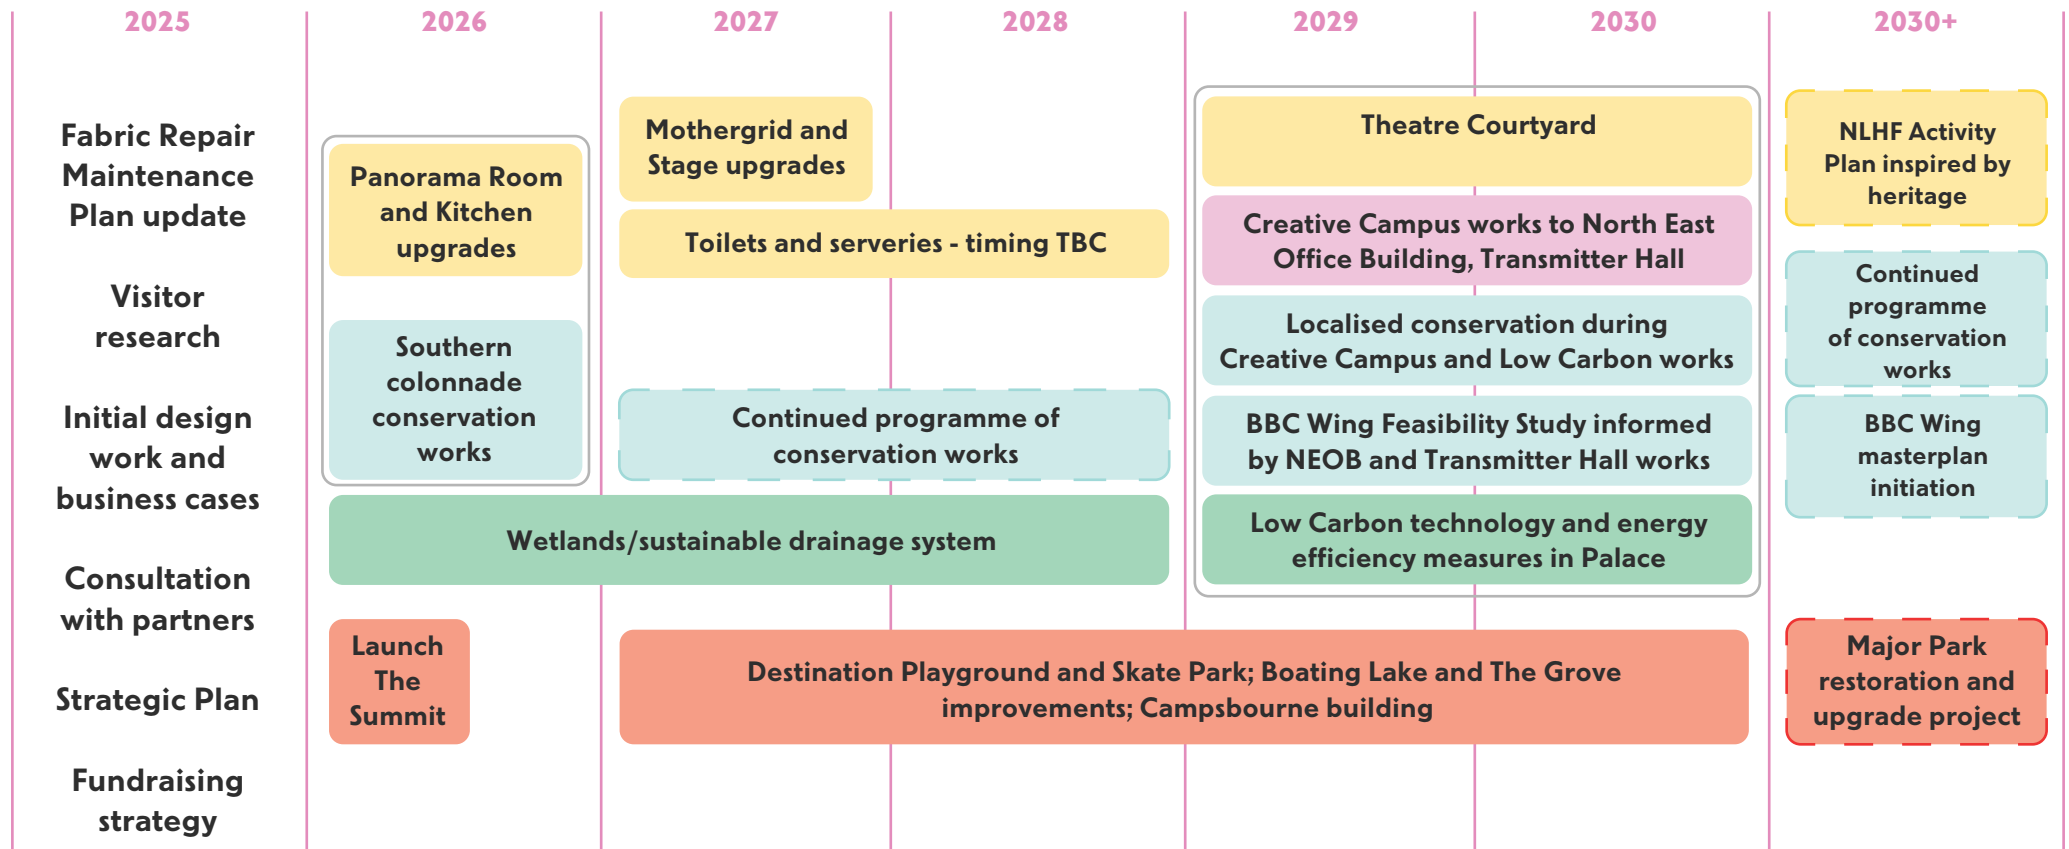 2025
2026
2027
2028
2029
2030
2030+
Fabric Repair
Maintenance
Plan update
Visitor
research
Initial design
work and
business cases
Consultation
with partners
Strategic Plan
Fundraising
strategy
Panorama Room
and Kitchen
upgrades
Southern
colonnade
conservation
works
Mothergrid and
Stage upgrades
Toilets and serveries - timing TBC
Continued programme of
conservation works
Wetlands/sustainable drainage system
Launch
The
Summit
Destination Playground and Skate Park; Boating Lake and The Grove
improvements; Campsbourne building
Theatre Courtyard
Creative Campus works to North East
Office Building, Transmitter Hall
Localised conservation during
Creative Campus and Low Carbon works
BBC Wing Feasibility Study informed
by NEOB and Transmitter Hall works
Low Carbon technology and energy
efficiency measures in Palace
NLHF Activity
Plan inspired by
heritage
Continued
programme
of conservation
works
BBC Wing
masterplan
initiation
Major Park
restoration and
upgrade project